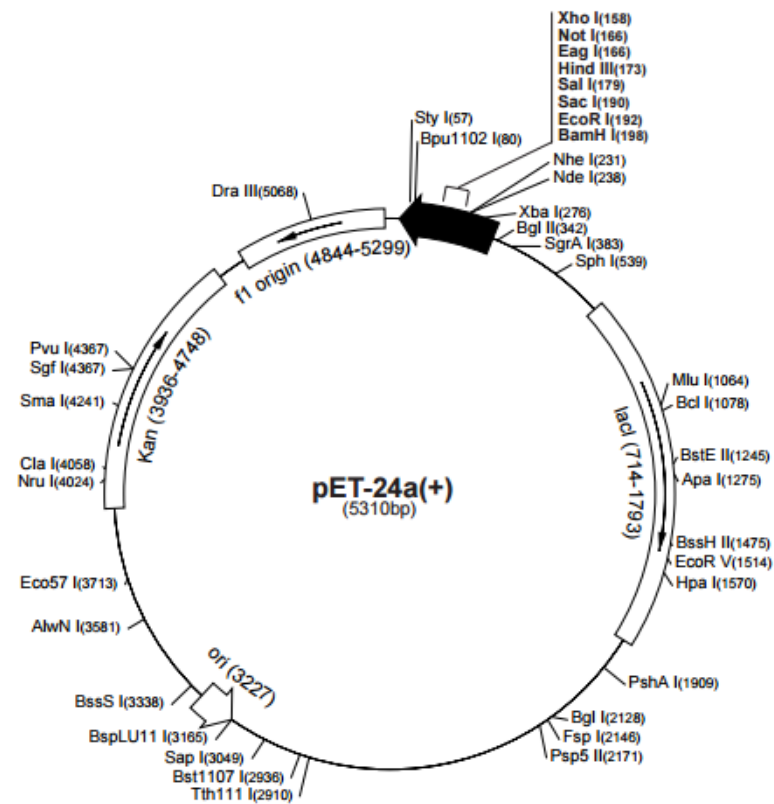 Xho I(158)
Not I(166)
Eag I(166)
Hind III(173)
Sal I(179)
Sac I(190)
EcoR I(192)
BamH I(198)
Sty I(57)
Bpu1102 I(80)
Nhe I(231)
Nde I(238)
Xba I(276)
Bgl II(342)
SgrA I(383)
Sph I(539)
Dra III(5068)
f1 origin (4844-5299)
Pvu I(4367)
Sgf I(4367)
Sma I(4241)
Kan (3936-4748)
Cla I(4058)
Nru I(4024)
Mlu I(1064)
Bcl I(1078)
lacI (714-1793)
BstE II(1245)
Apa I(1275)
BssH II(1475)
EcoR V(1514)
Hpa I(1570)
pET-24a(+)
(5310bp)
Eco57 I(3713)
AlwN I(3581)
ori (3227)
BssS I(3338)
BspLU11 I(3165)
Sap I(3049)
Bst1107 I(2936)
Tth111 I(2910)
PshA I(1909)
Bgl I(2128)
Fsp I(2146)
Psp5 II(2171)